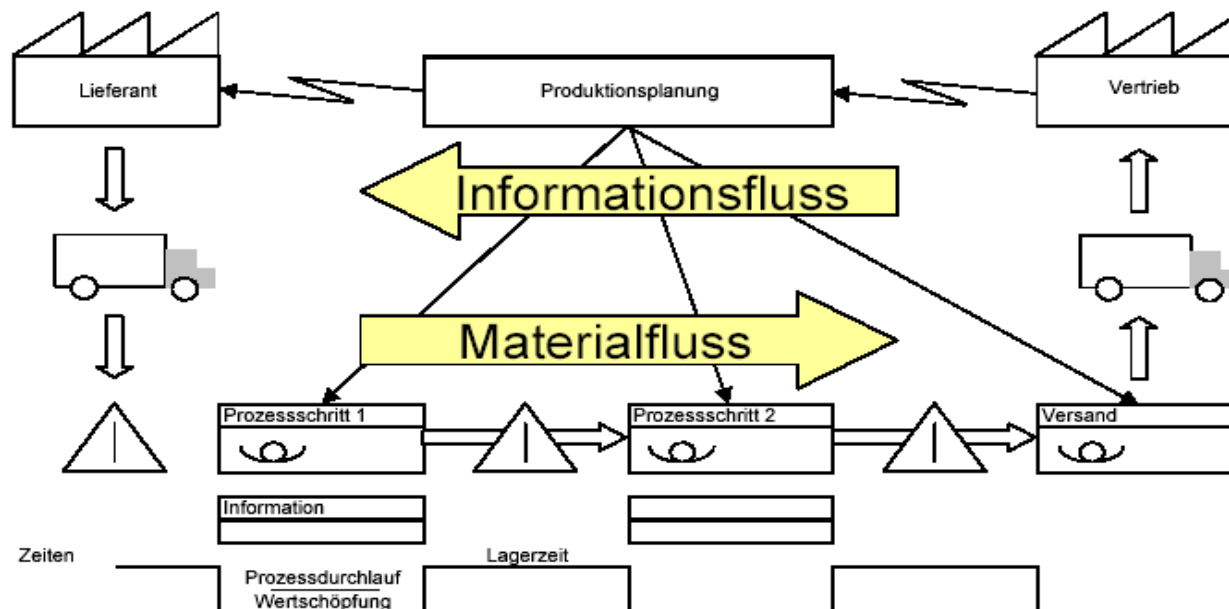 Lieferant
Produktionsplanung
Vertrieb
Informationsfluss
Materialfluss
Prozessschritt 1
Prozessschritt 2
Versand
I
I
I
Information
Zeiten
Lagerzeit
Prozessdurchlauf
Wertschöpfung